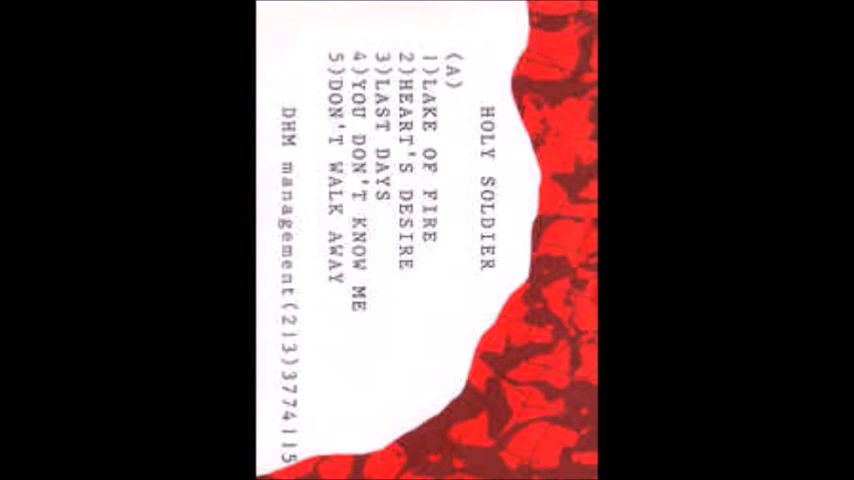 HOLY SOLDIER
(A)
1)LAKE OF FIRE
2)HEART'S DESIRE
3)LAST DAYS
4)YOU DON'T KNOW ME
5)DON'T WALK AWAY
DHM management(213)3774115